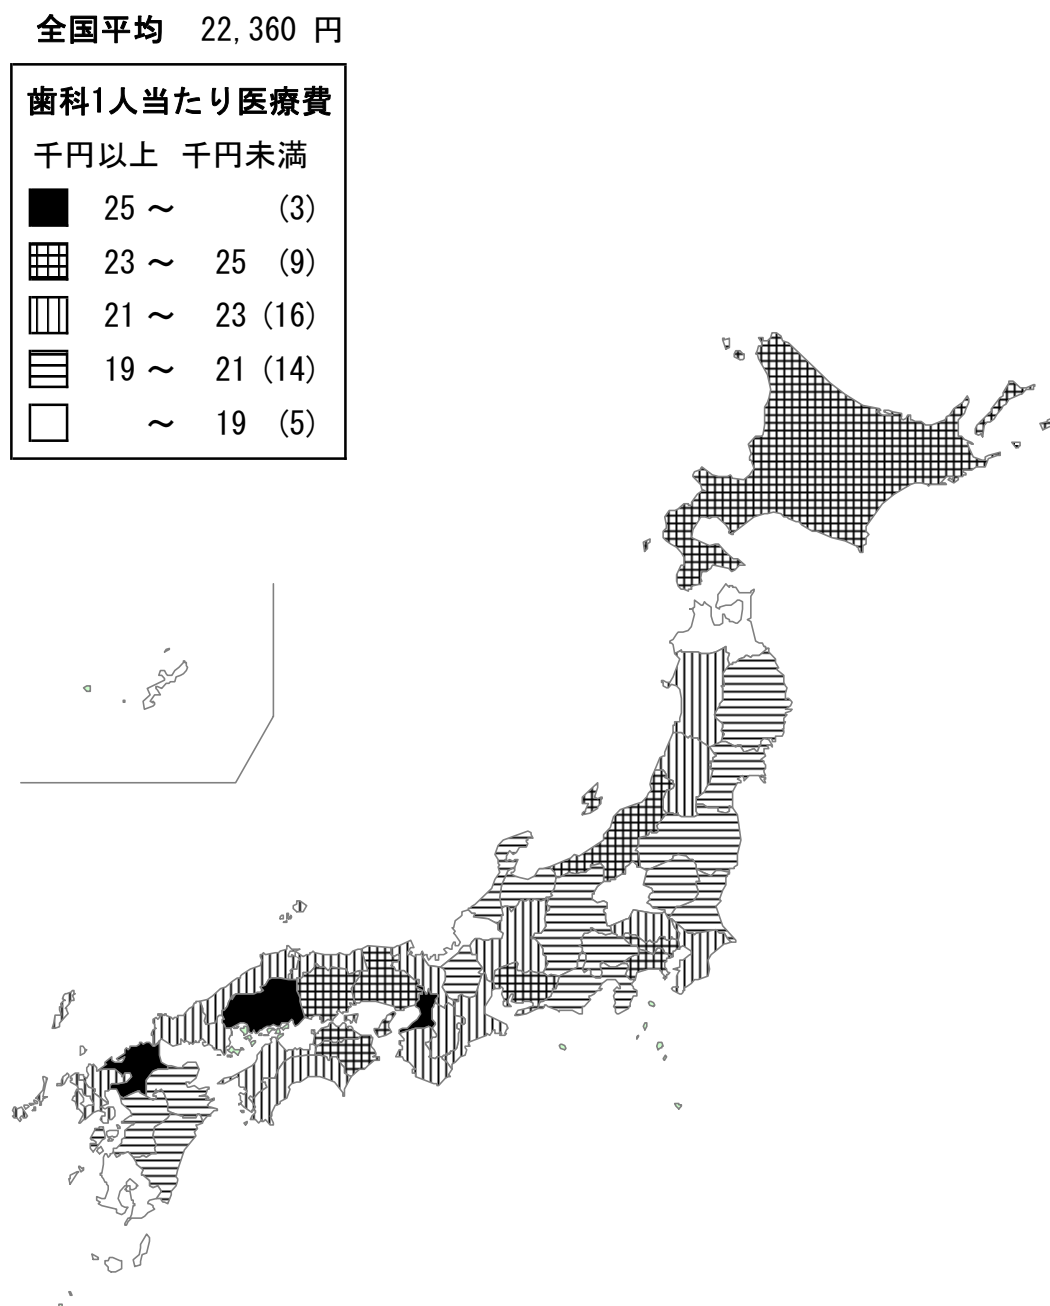 全国平均 22,360 円
歯科1人当たり医療費
千円以上 千円未満
25 ～ (3)
23 ～ 25 (9)
21 ～ 23 (16)
19 ～ 21 (14)
～ 19 (5)